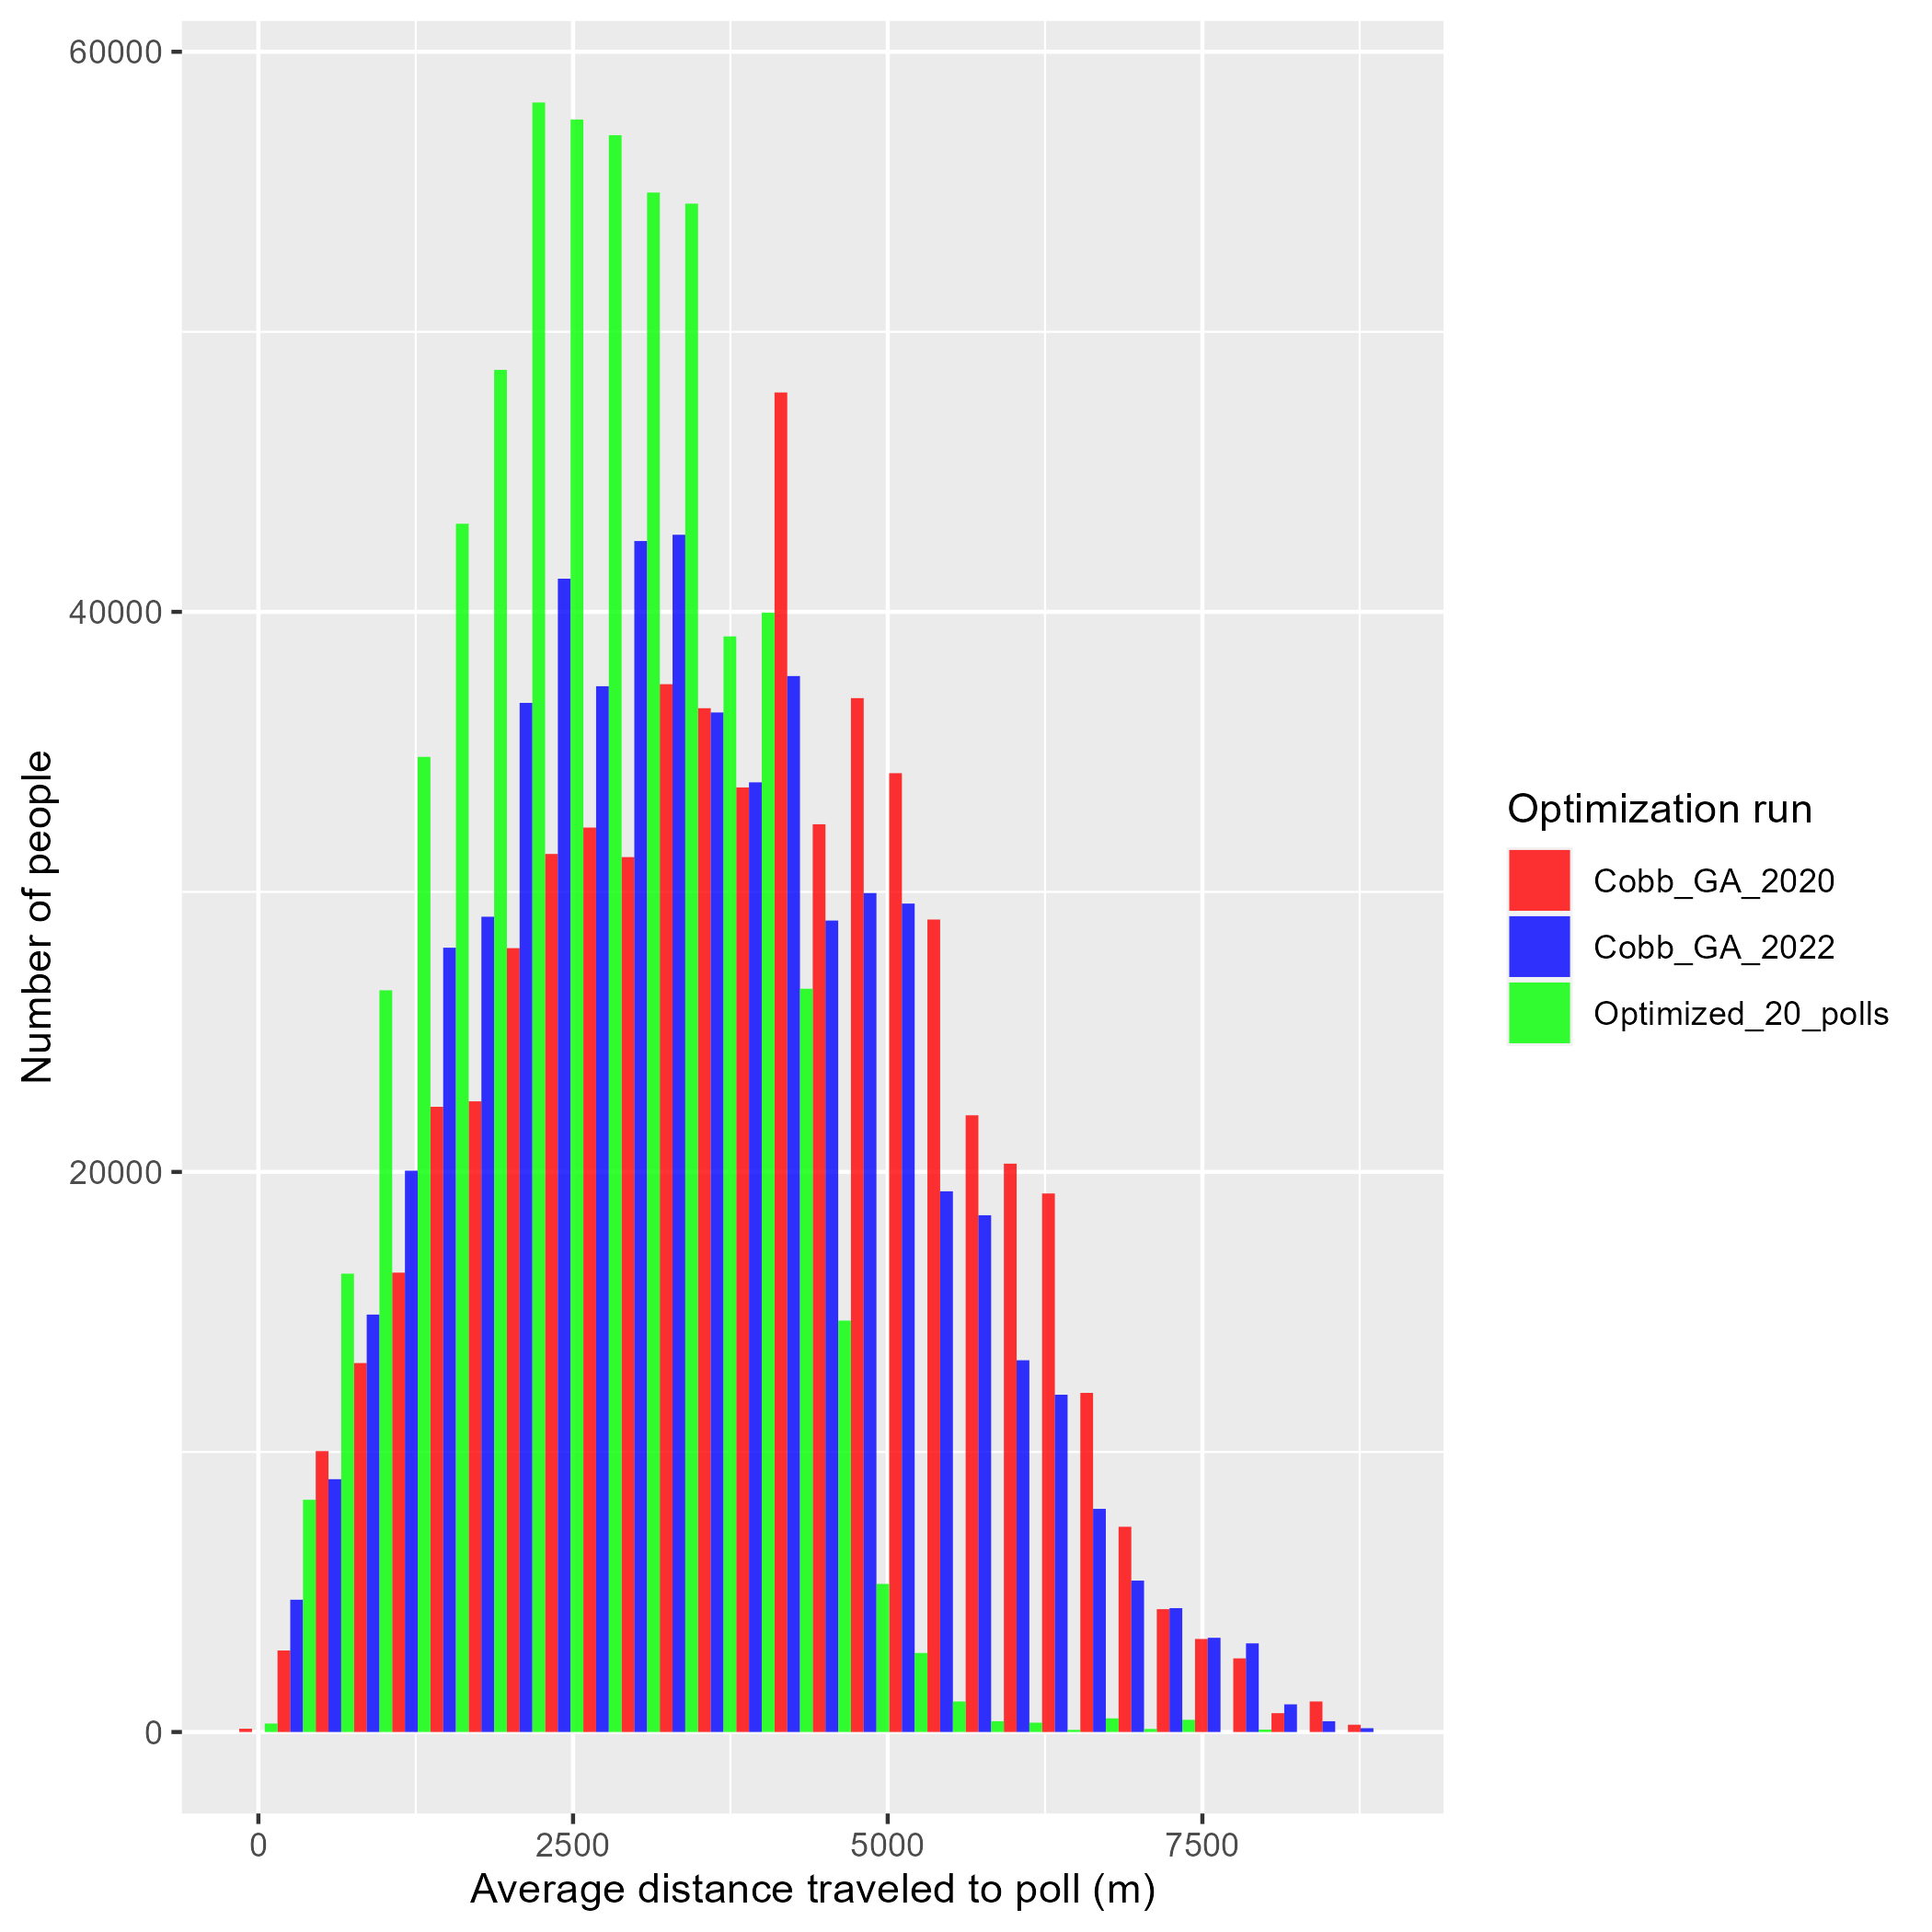 60000
40000
20000
0
Number of people
0 2500 5000 7500
Average distance traveled to poll (m)
Optimization run
Cobb_GA_2020
Cobb_GA_2022
Optimized_20_polls